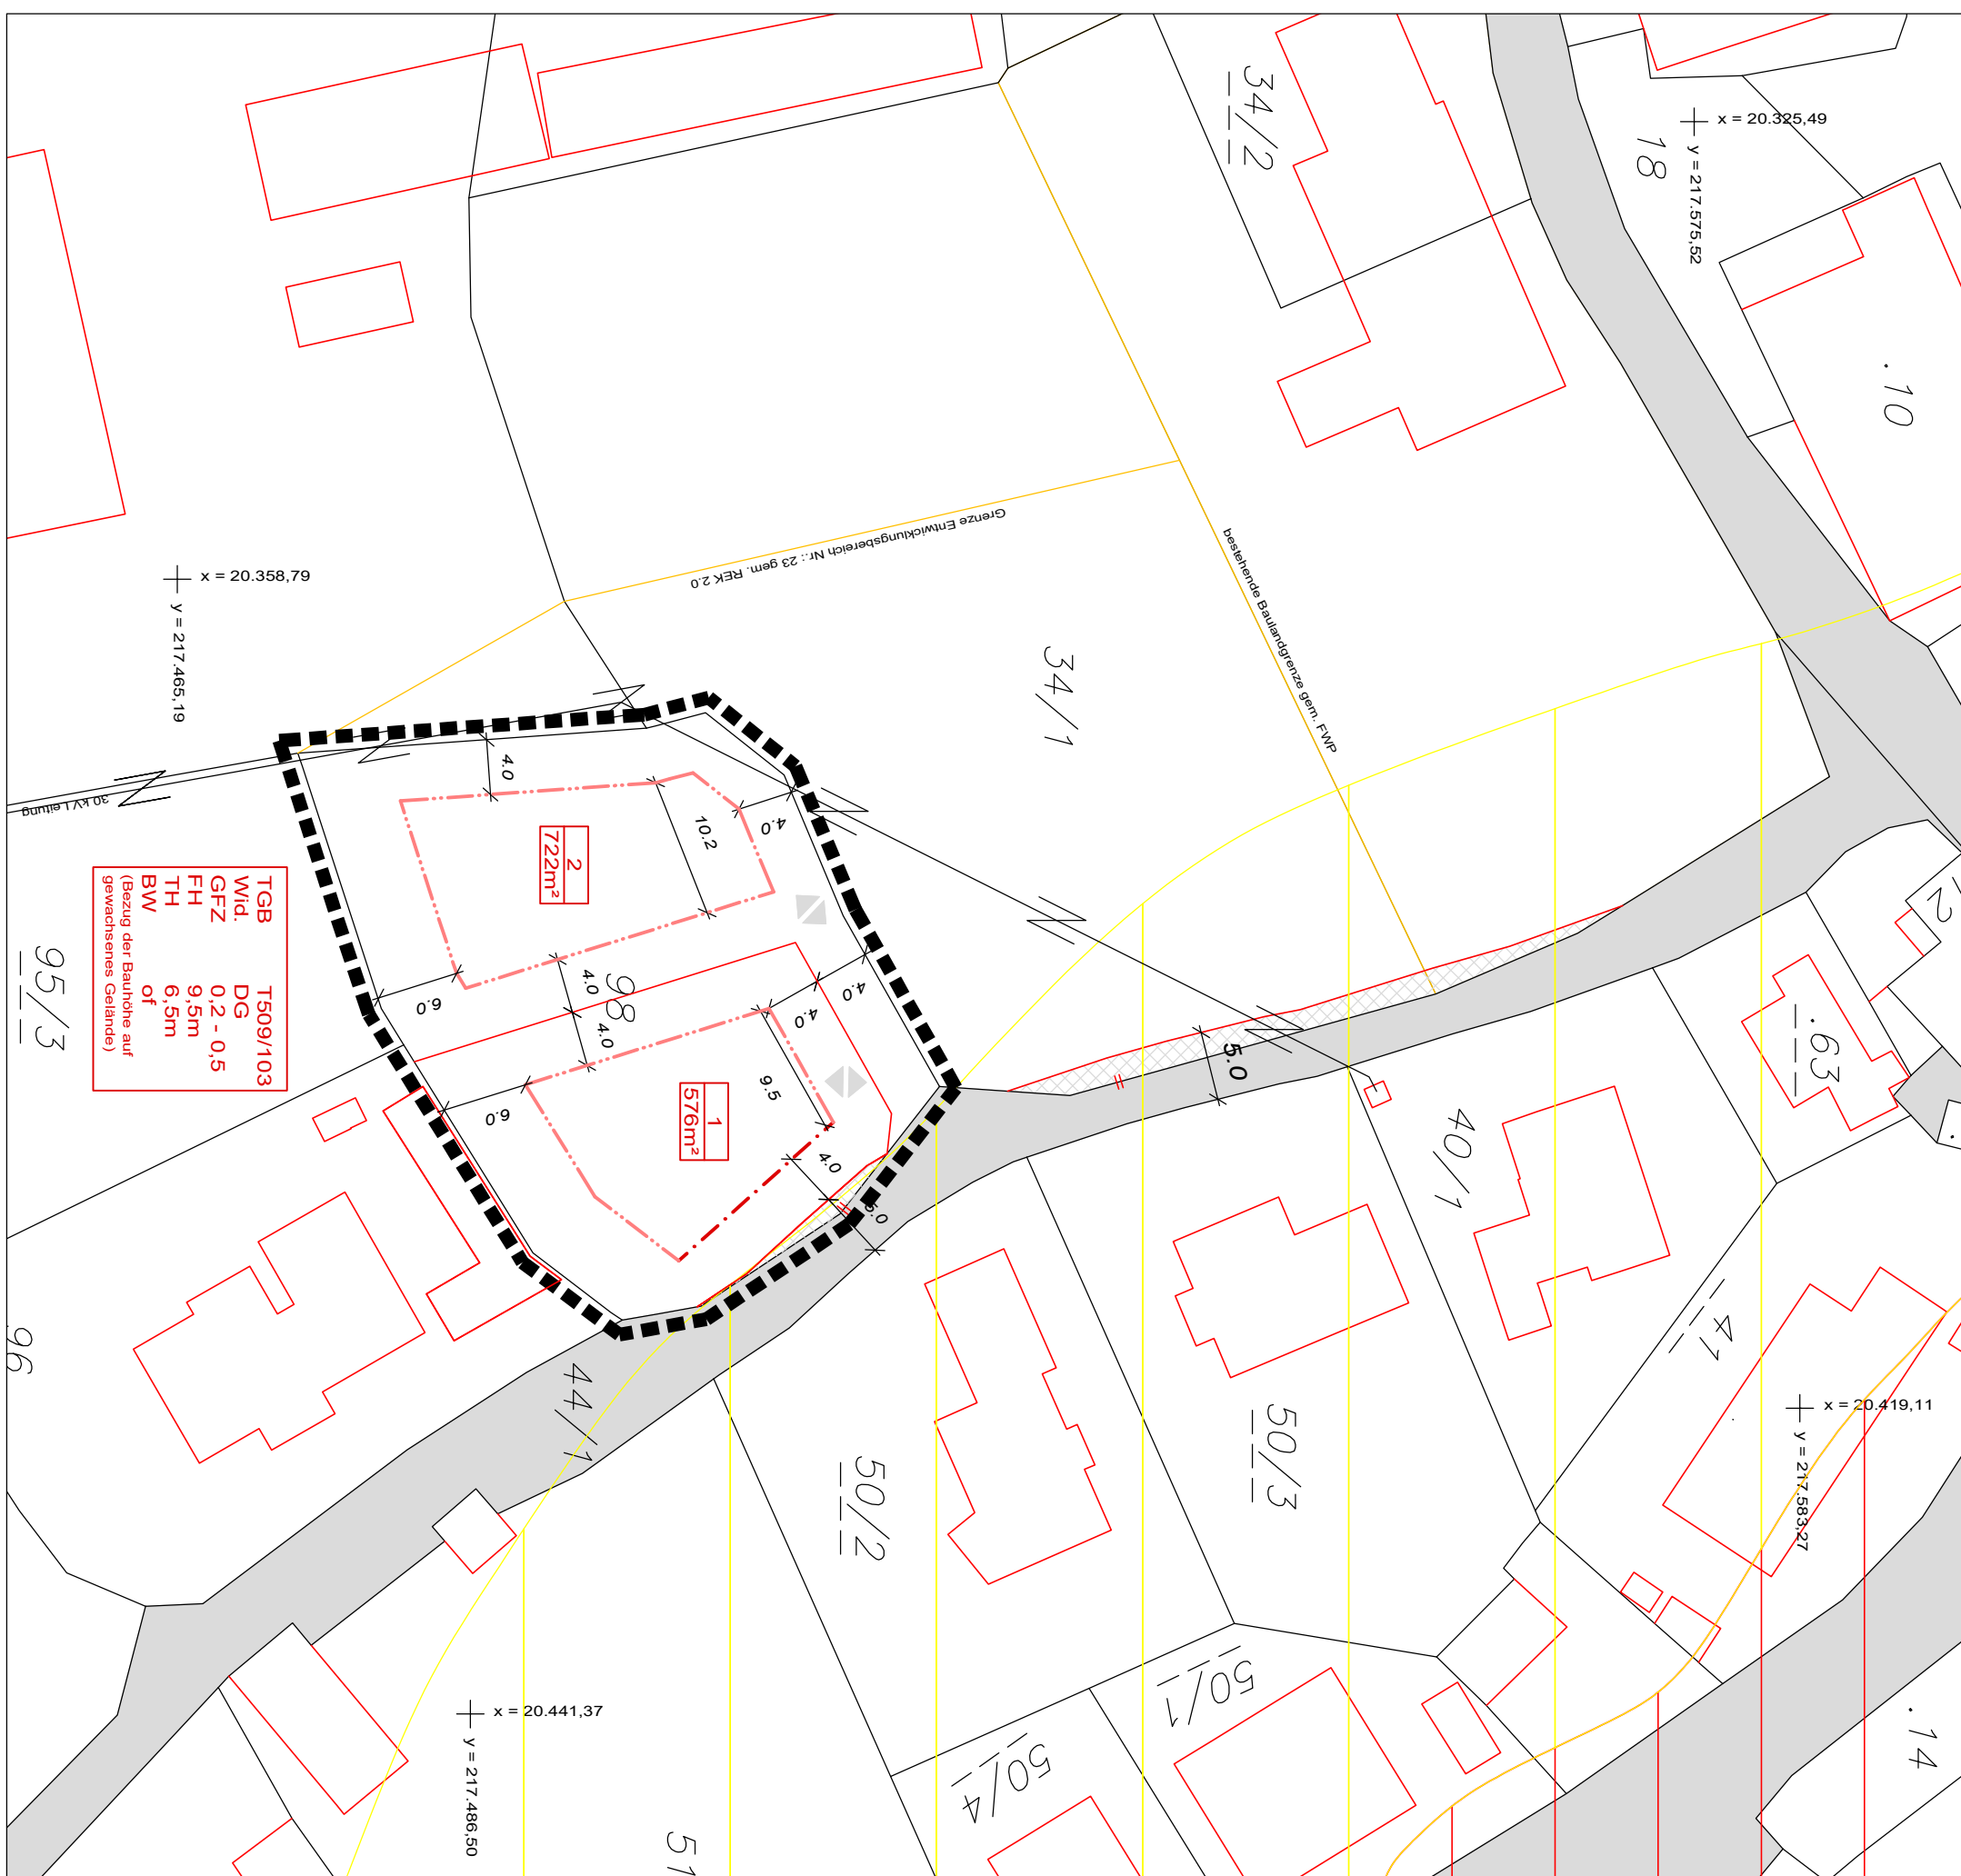 34/2
18
x = 20.325,49
y = 217.575,52
.10
x = 20.358,79
y = 217.465,19
Grenze Entwicklungsbereich Nr.: 23 gem. REK 2.0
bestehende Baulandgrenze gem. FWP
34/1
30 kV Leitung
4.0
10.2
4.0
2
722m²
6.0
4.0
98
4.0
4.0
4.0
9.5
6.0
1
576m²
4.0
5.0
5.0
TGB T509/103
Wid. DG
GFZ 0,2 - 0,5
FH 9,5m
TH 6,5m
BW of
(Bezug der Bauhöhe auf
gewachsenes Gelände)
95/3
96
44/1
.63
40/1
41
50/3
50/2
x = 20.419,11
y = 217.583,27
50/1
50/4
.14
x = 20.441,37
y = 217.486,50
51